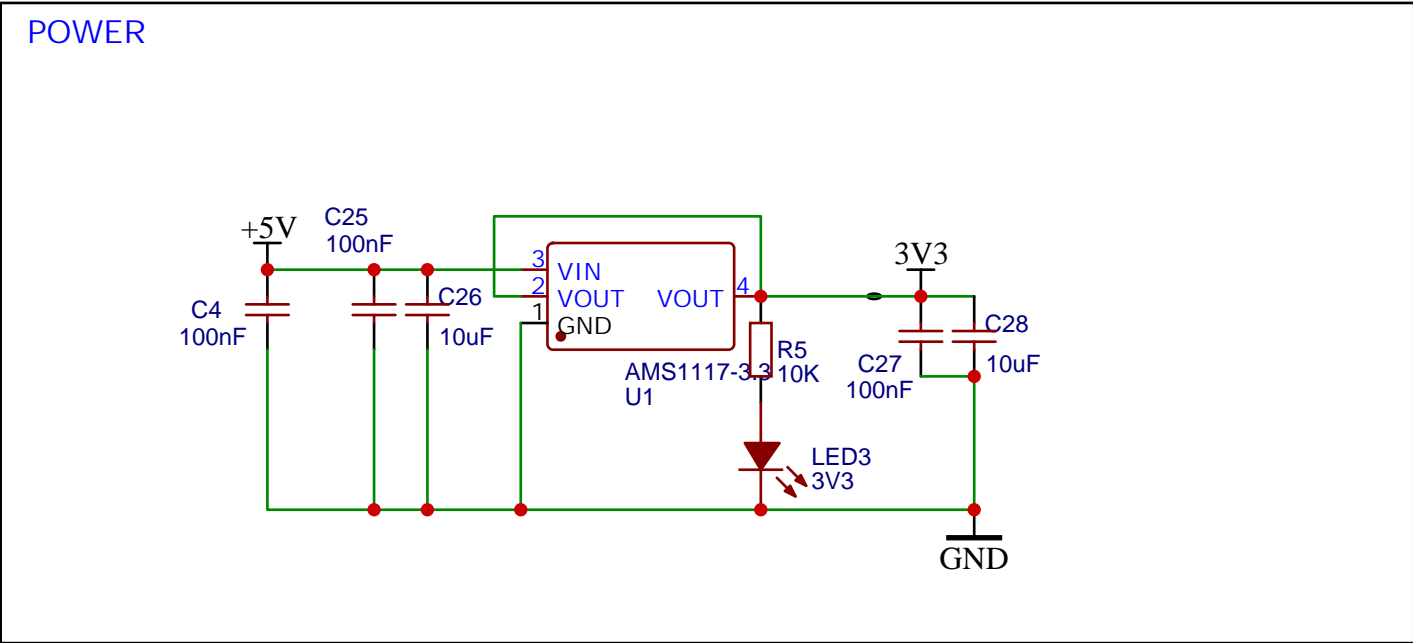 POWER
+5V
C25
100nF
3V3
3
VIN
2
VOUT
VOUT
4
1
GND
C4
100nF
C26
10uF
C28
10uF
R5
10K
AMS1117-3.3
U1
C27
100nF
LED3
3V3
GND